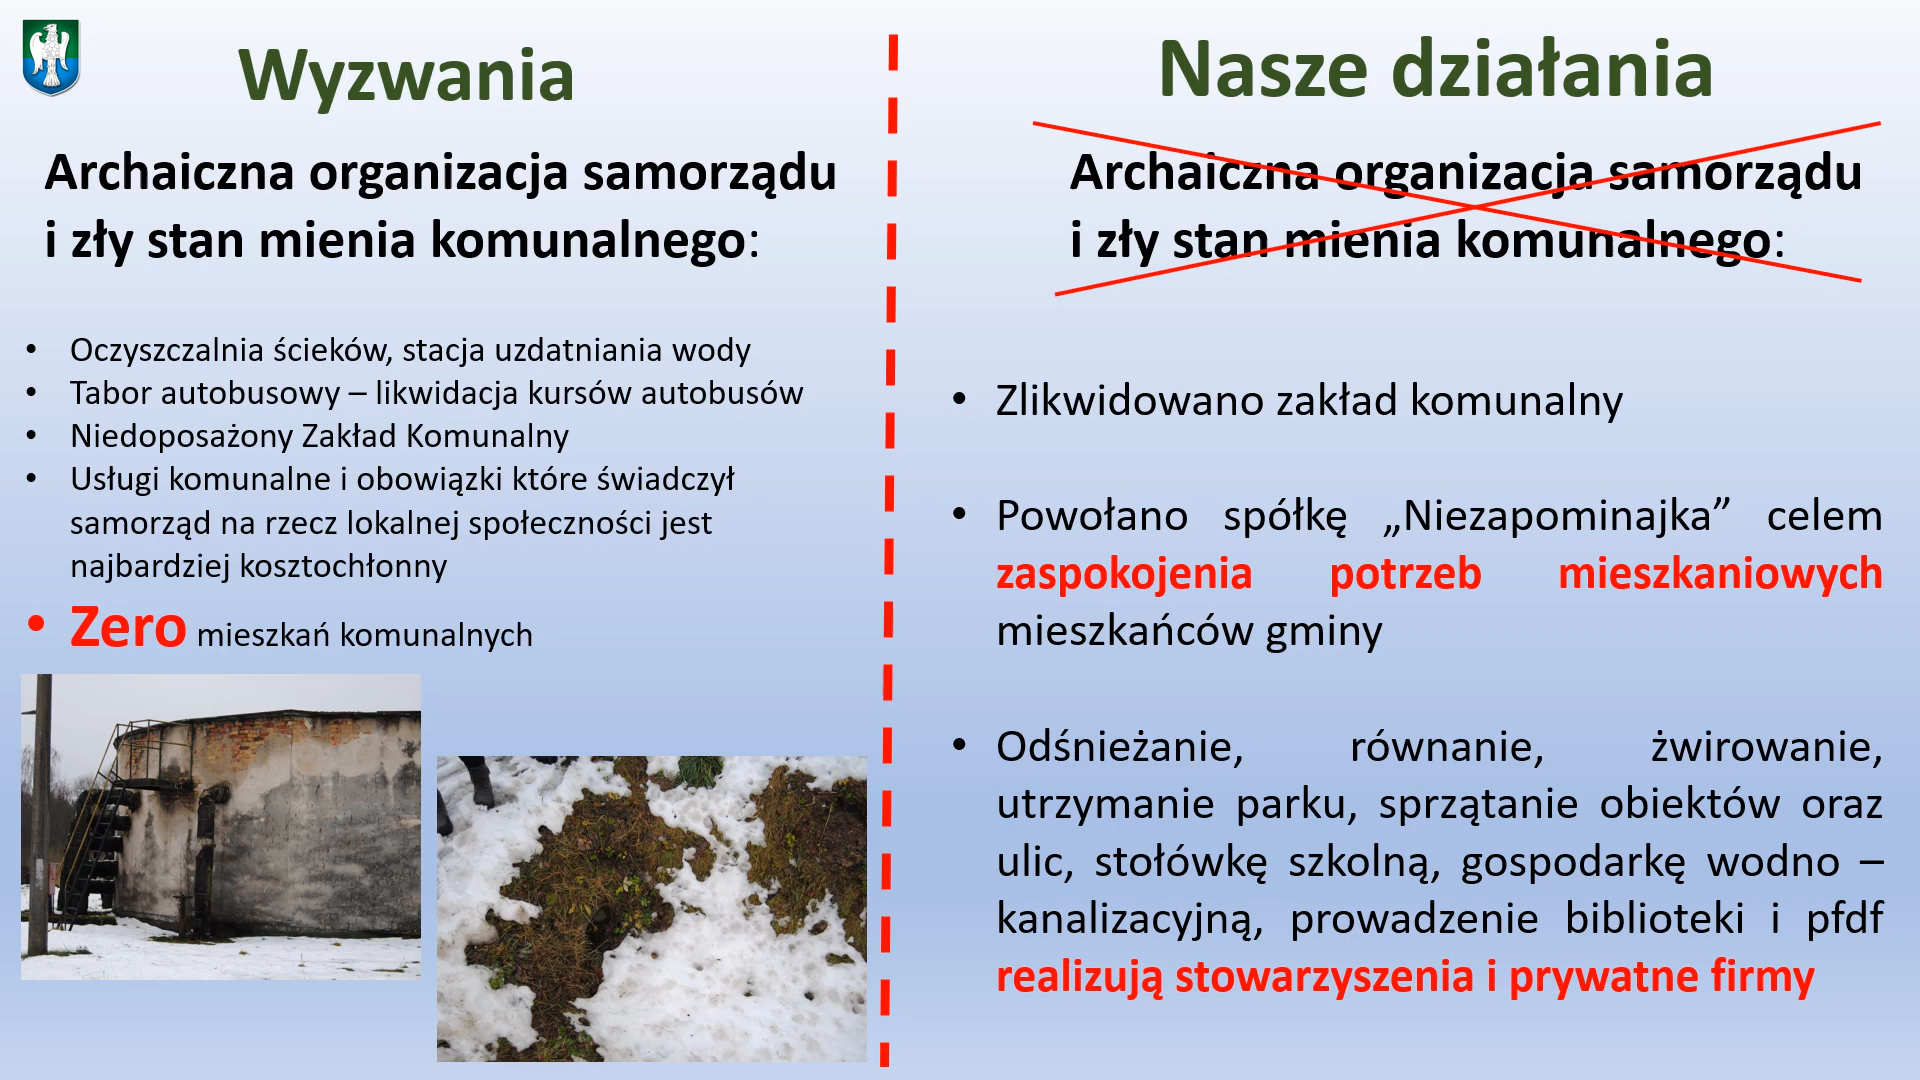 Wyzwania
Archaiczna organizacja samorządu
i zły stan mienia komunalnego:
• Oczyszczalnia ścieków, stacja uzdatniania wody
• Tabor autobusowy – likwidacja kursów autobusów
• Niedoposażony Zakład Komunalny
• Usługi komunalne i obowiązki które świadczył
samorząd na rzecz lokalnej społeczności jest
najbardziej kosztochłonny
• Zero mieszkań komunalnych
Nasze działania
Archaiczna organizacja samorządu
i zły stan mienia komunalnego:
• Zlikwidowano zakład komunalny
• Powołano spółkę „Niezapominajka” celem
zaspokojenia potrzeb mieszkaniowych
mieszkańców gminy
• Odśnieżanie, równanie, żwirowanie,
utrzymanie parku, sprzątanie obiektów oraz
ulic, stołówkę szkolną, gospodarkę wodno –
kanalizacyjną, prowadzenie biblioteki i pfdf
realizują stowarzyszenia i prywatne firmy